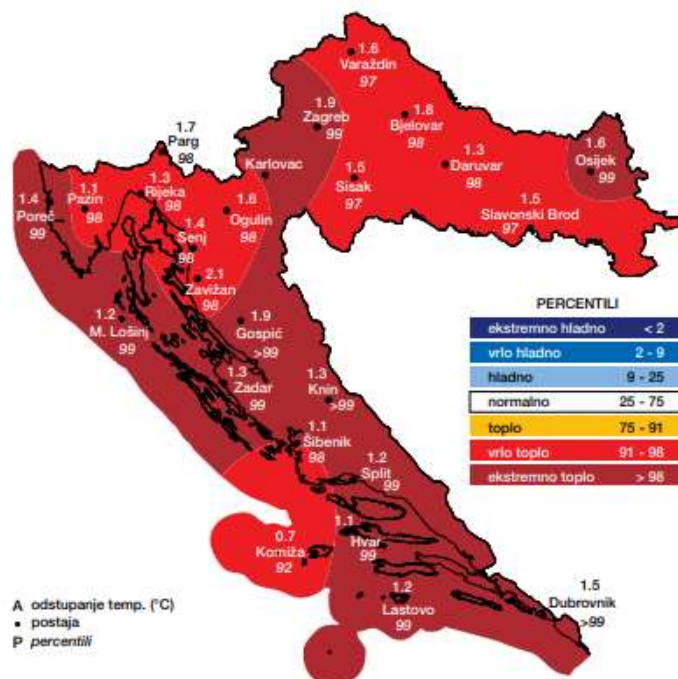 1.6
Varaždin
97
1.9
Zagreb
99
1.8
Bjelovar
98
1.7
Parg
98
1.6
Osijek
99
1.3
Daruvar
98
Karlovac
1.5
Sisak
97
1.4
Poreč
99
1.1
Pazin
98
1.3
Rijeka
98
1.6
Ogulin
98
1.5
Slavonski Brod
97
1.4
Senj
98
2.1
Zavižan
98
1.2
M. Lošinj
99
1.9
Gospić
>99
1.3
Zadar
99
1.3
Knin
>99
1.1
Šibenik
98
1.2
Split
99
1.1
Hvar
99
0.7
Komiža
92
1.2
Lastovo
99
1.5
Dubrovnik
>99
PERCENTILI
ekstremno hladno < 2
vrlo hladno 2 - 9
hladno 9 - 25
normalno 25 - 75
toplo 75 - 91
vrlo toplo 91 - 98
ekstremno toplo > 98
A odstupanje temp. (°C)
• postaja
P percentili